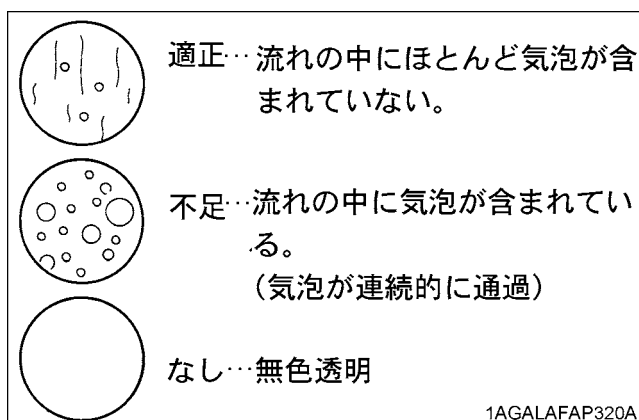 適正…流れの中にほとんど気泡が含
まれていない。
不足…流れの中に気泡が含まれてい
る。
(気泡が連続的に通過)
なし…無色透明
1AGALAFAP320A